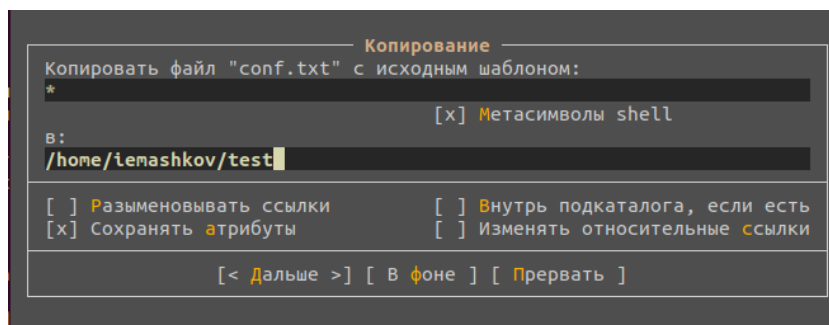 Копирование
Копировать файл "conf.txt" с исходным шаблоном:
*
[x] Метасимволы shell
в:
/home/iemashkov/test
[ ] Разыменовывать ссылки [ ] Внутрь подкаталога, если есть
[x] Сохранять атрибуты [ ] Изменять относительные ссылки
[< Дальше >] [ В фоне ] [ Прервать ]